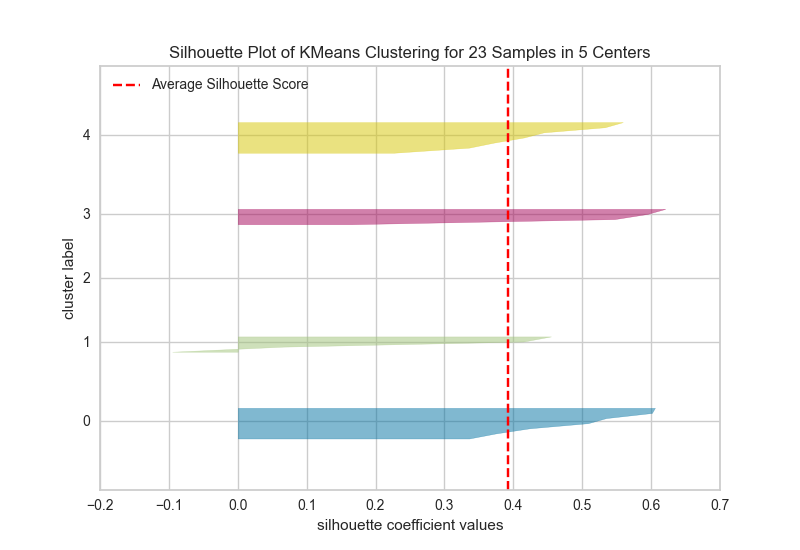 Silhouette Plot of KMeans Clustering for 23 Samples in 5 Centers
Average Silhouette Score
4
3
2
1
0
cluster label
−0.2 −0.1 0.0 0.1 0.2 0.3 0.4 0.5 0.6 0.7
silhouette coefficient values